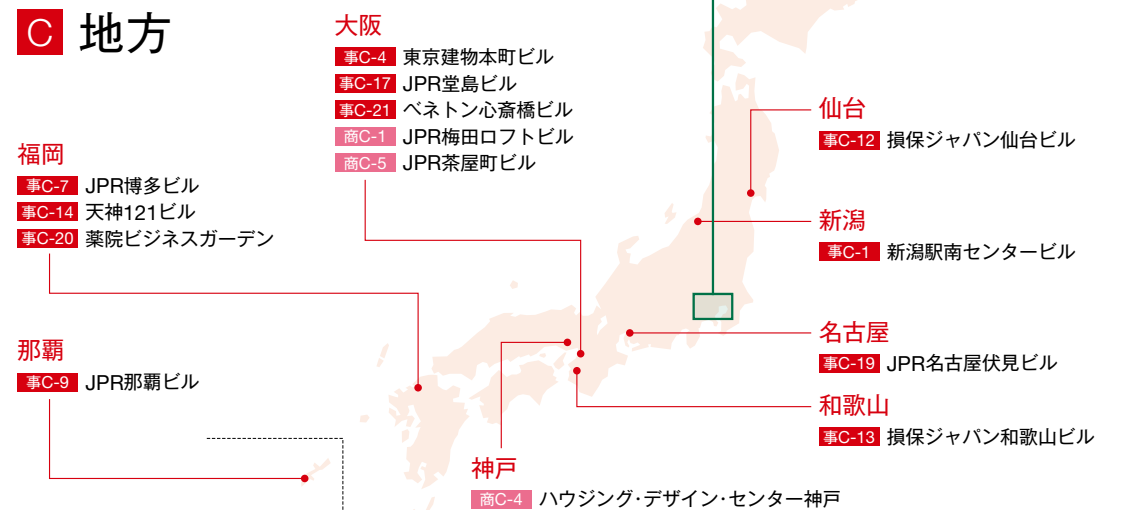 C 地方
大阪
事C-4 東京建物本町ビル
事C-17 JPR堂島ビル
事C-21 ベネトン心斎橋ビル
商C-1 JPR梅田ロフトビル
商C-5 JPR茶屋町ビル
福岡
事C-7 JPR博多ビル
事C-14 天神121ビル
事C-20 薬院ビジネスガーデン
那覇
事C-9 JPR那覇ビル
仙台
事C-12 損保ジャパン仙台ビル
新潟
事C-1 新潟駅南センタービル
名古屋
事C-19 JPR名古屋伏見ビル
和歌山
事C-13 損保ジャパン和歌山ビル
神戸
商C-4 ハウジング・デザイン・センター神戸